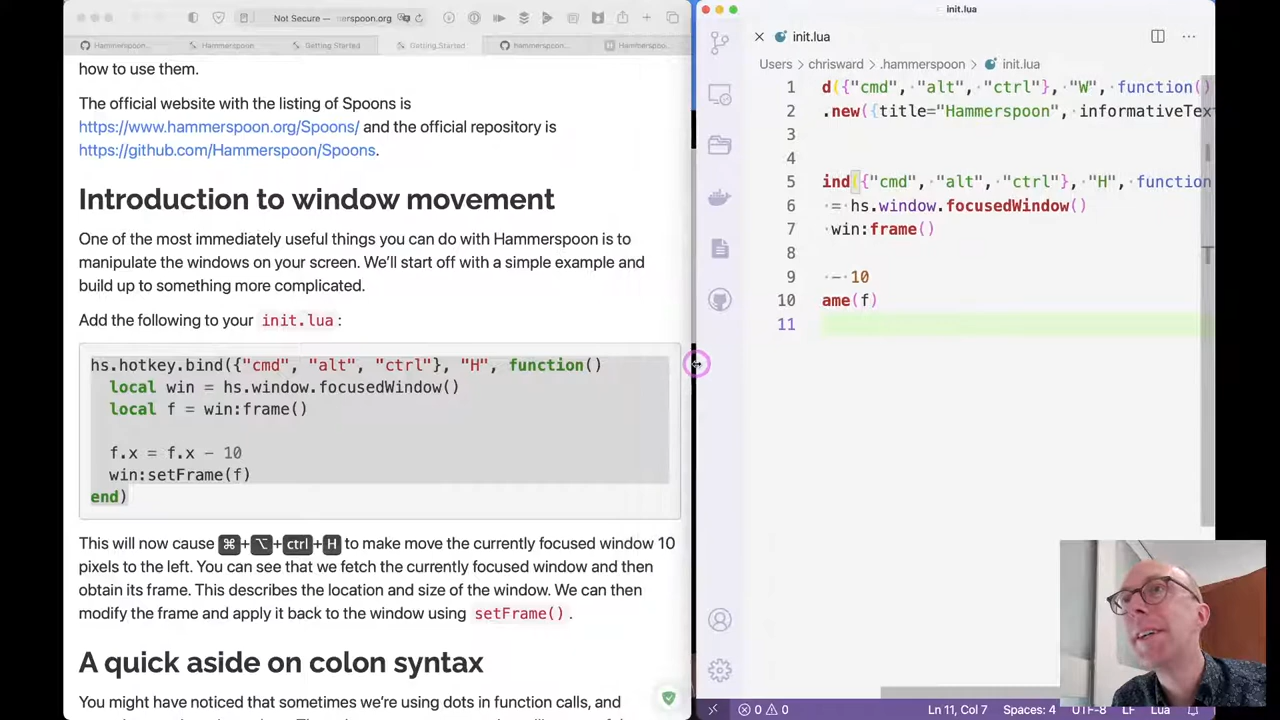 Not Secure — nerspoon.org
Hammerspoon...
Hammerspoon
Getting Started
Getting Started
hammerspoon...
Hammerspoo...
how to use them.
The official website with the listing of Spoons is
https://www.hammerspoon.org/Spoons/ and the official repository is
https://github.com/Hammerspoon/Spoons.
Introduction to window movement
One of the most immediately useful things you can do with Hammerspoon is to
manipulate the windows on your screen. We’ll start off with a simple example and
build up to something more complicated.
Add the following to your init.lua :
hs.hotkey.bind({"cmd", "alt", "ctrl"}, "H", function()
local win = hs.window.focusedWindow()
local f = win:frame()
f.x = f.x - 10
win:setFrame(f)
end)
This will now cause ⌘+⌥+ctrl+H to make move the currently focused window 10
pixels to the left. You can see that we fetch the currently focused window and then
obtain its frame. This describes the location and size of the window. We can then
modify the frame and apply it back to the window using setFrame() .
A quick aside on colon syntax
You might have noticed that sometimes we’re using dots in function calls, and
init.lua
init.lua
Users chrisward .hammerspoon init.lua
1 d({"cmd", "alt", "ctrl"}, "W", function()
2 .new({title="Hammerspoon", informativeTex
3
4
5 ind({"cmd", "alt", "ctrl"}, "H", function
6 = hs.window.focusedWindow()
7 win:frame()
8
9 - 10
10 ame(f)
11
0 0 Ln 11, Col 7 Spaces: 4 UTF-8 LF Lua